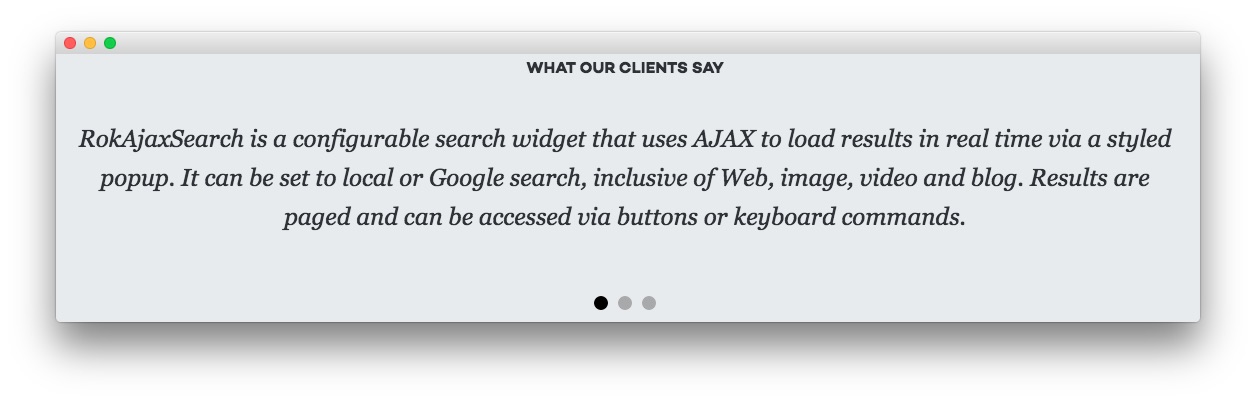 WHAT OUR CLIENTS SAY
RokAjaxSearch is a configurable search widget that uses AJAX to load results in real time via a styled
popup. It can be set to local or Google search, inclusive of Web, image, video and blog. Results are
paged and can be accessed via buttons or keyboard commands.